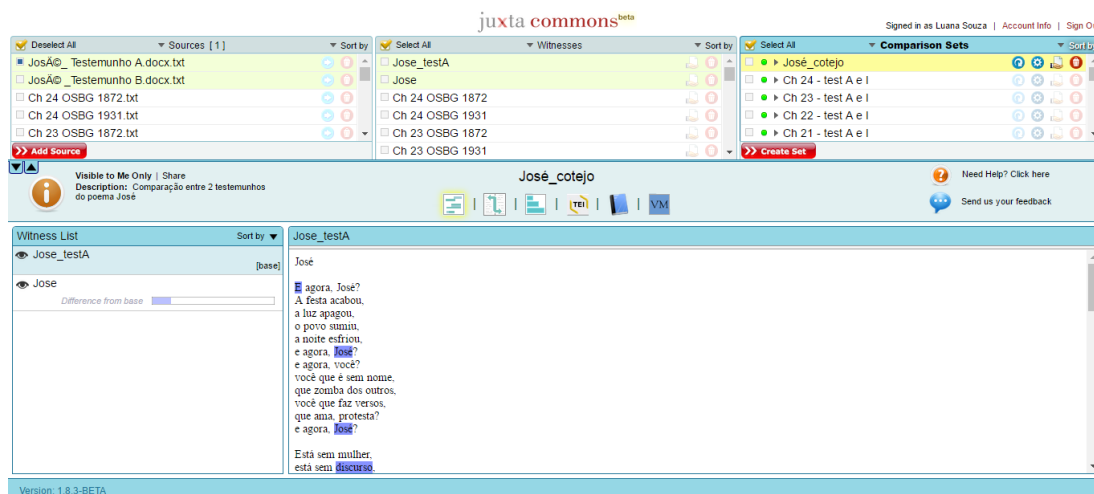 juxta commons beta
Signed in as Luana Souza | Account Info | Sign O
Deselect All Sources [1] Sort by
JosÃ©_ Testemunho A.docx.txt
JosÃ©_ Testemunho B.docx.txt
Ch 24 OSBG 1872.txt
Ch 24 OSBG 1931.txt
Ch 23 OSBG 1872.txt
>> Add Source
Select All Witnesses Sort by
Jose_testA
Jose
Ch 24 OSBG 1872
Ch 24 OSBG 1931
Ch 23 OSBG 1872
Ch 23 OSBG 1931
Select All Comparison Sets Sort by
José_cotejo
Ch 24 - test A e I
Ch 23 - test A e I
Ch 22 - test A e I
Ch 21 - test A e I
>> Create Set
Visible to Me Only | Share
Description: Comparação entre 2 testemunhos
do poema José
José_cotejo
TEI
VM
Need Help? Click here
Send us your feedback
Witness List Sort by
Jose_testA
[base]
Jose
Difference from base
Jose_testA
José
E agora, José?
A festa acabou,
a luz apagou,
o povo sumiu,
a noite esfriou,
e agora, José?
e agora, você?
você que é sem nome,
que zomba dos outros,
você que faz versos,
que ama, protesta?
e agora, José?
Está sem mulher,
está sem discurso,
Version: 1.8.3-BETA